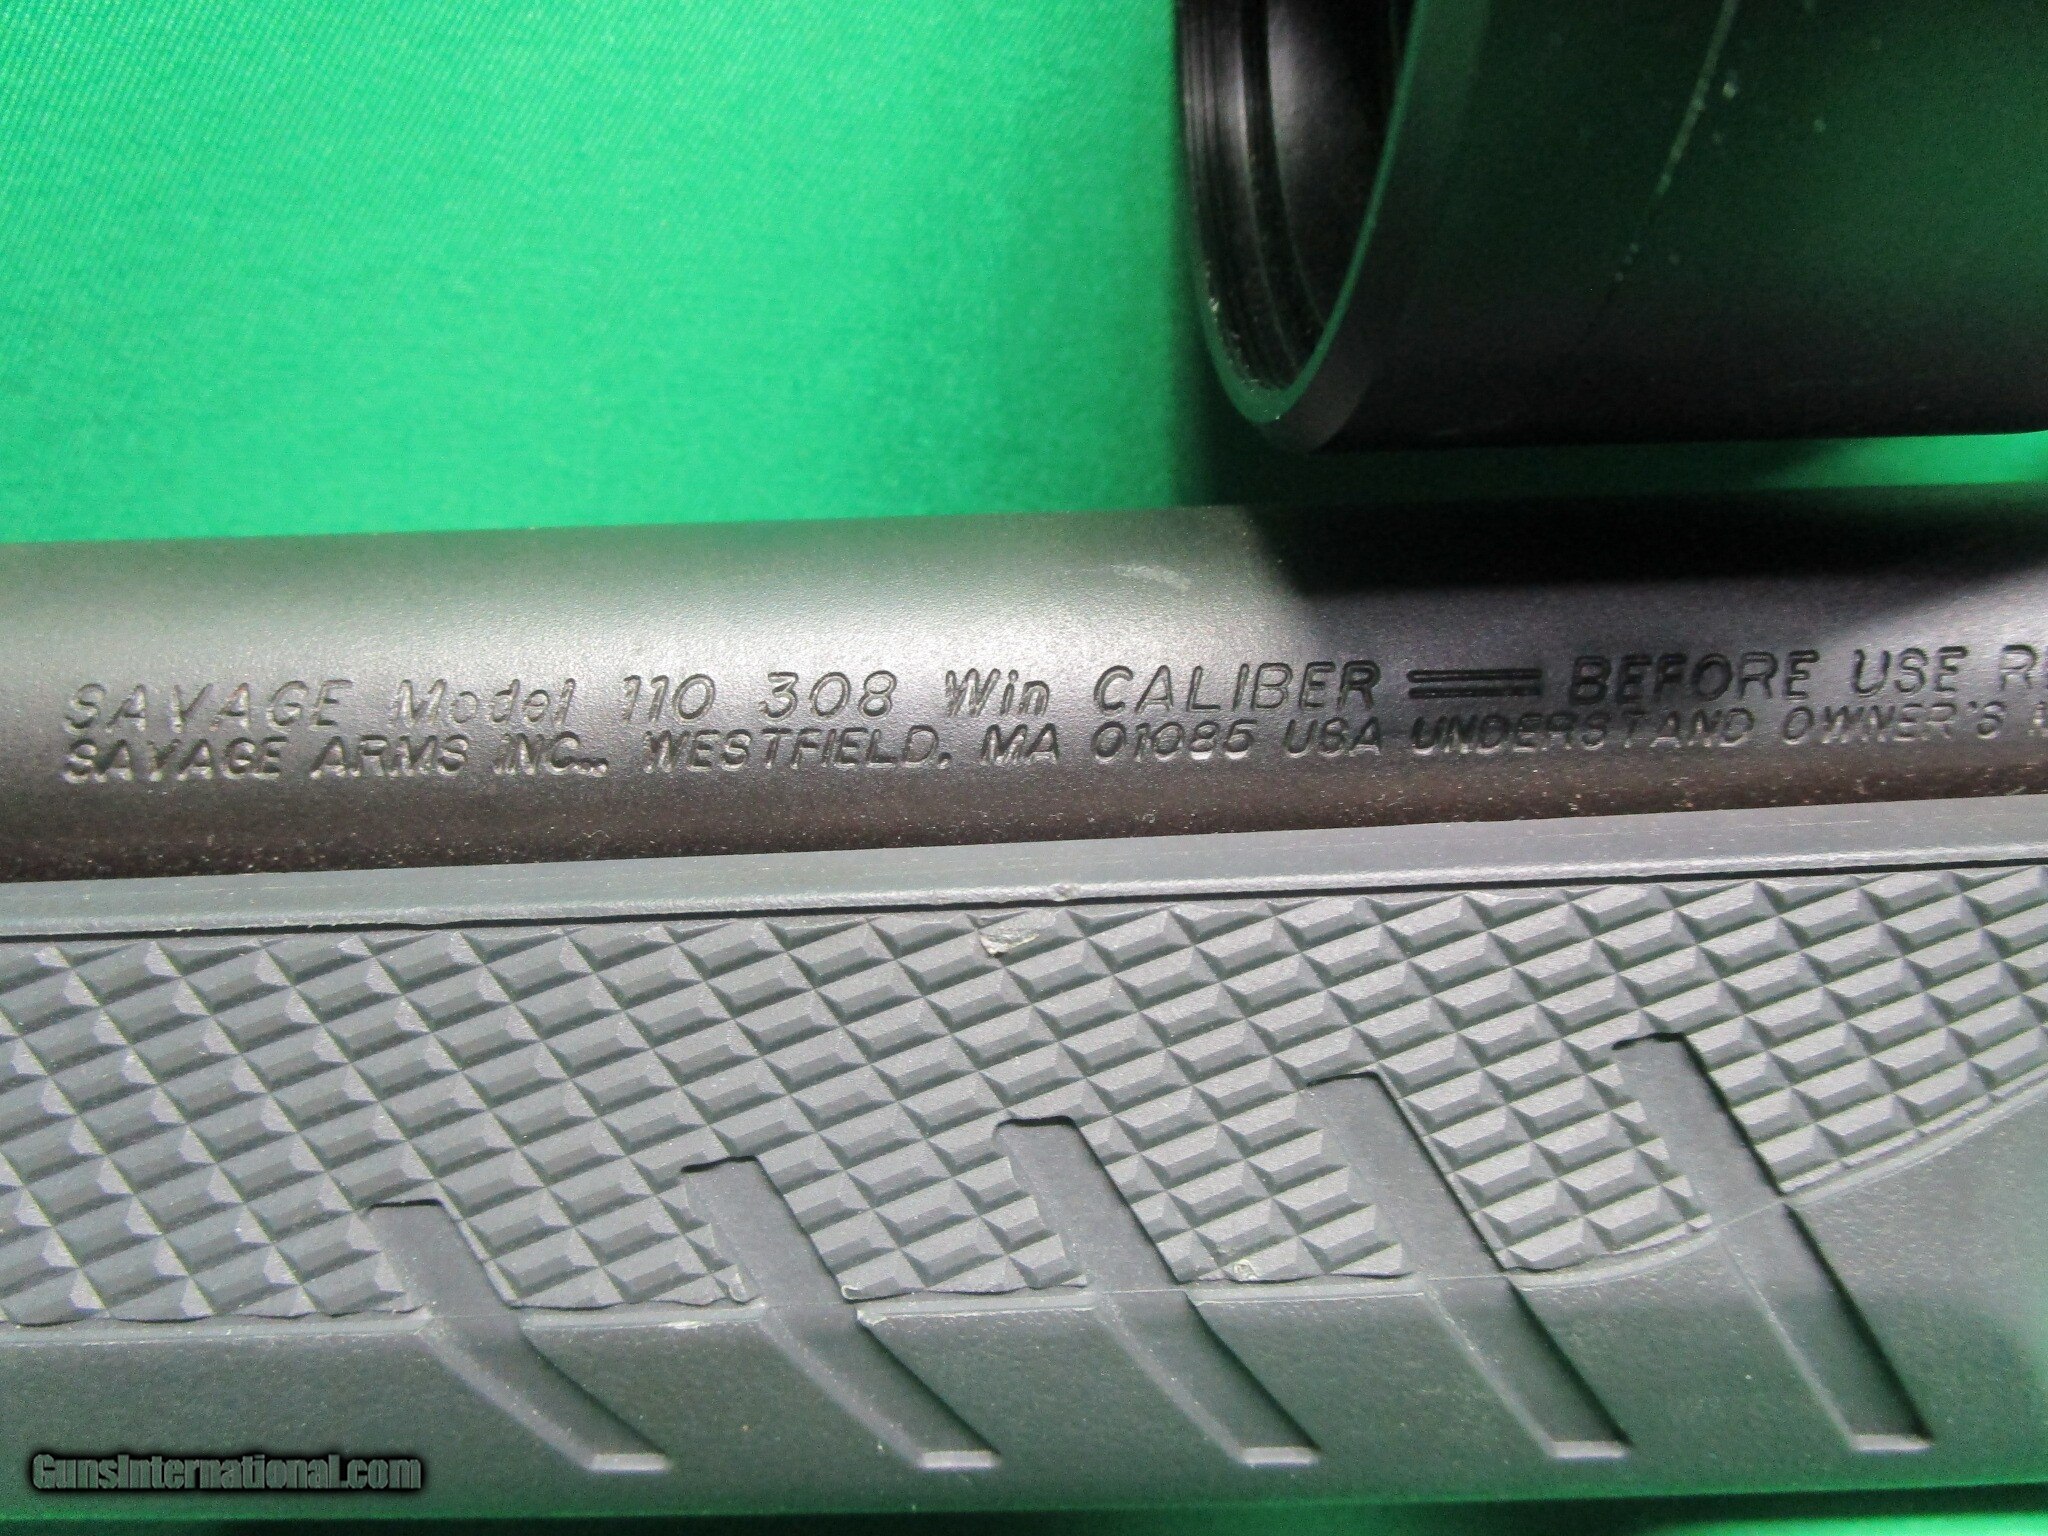 SAVAGE Model 110 308 Win CALIBER == BEFORE USE
SAVAGE ARMS INC., WESTFIELD, MA 01085 USA UNDERSTAND OWNER'S
GunsInternational.com